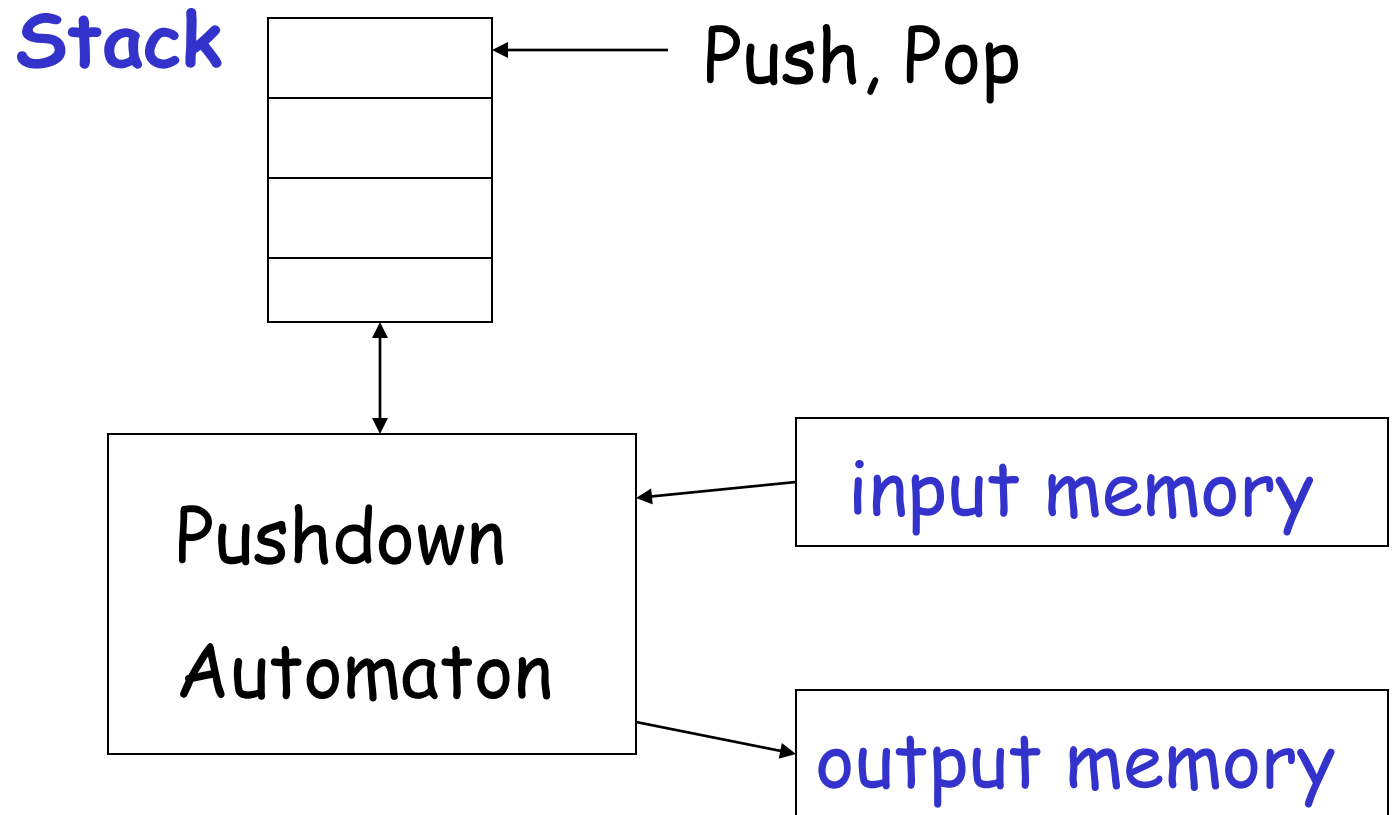 Stack
Push, Pop
input memory
Pushdown
Automaton
output memory